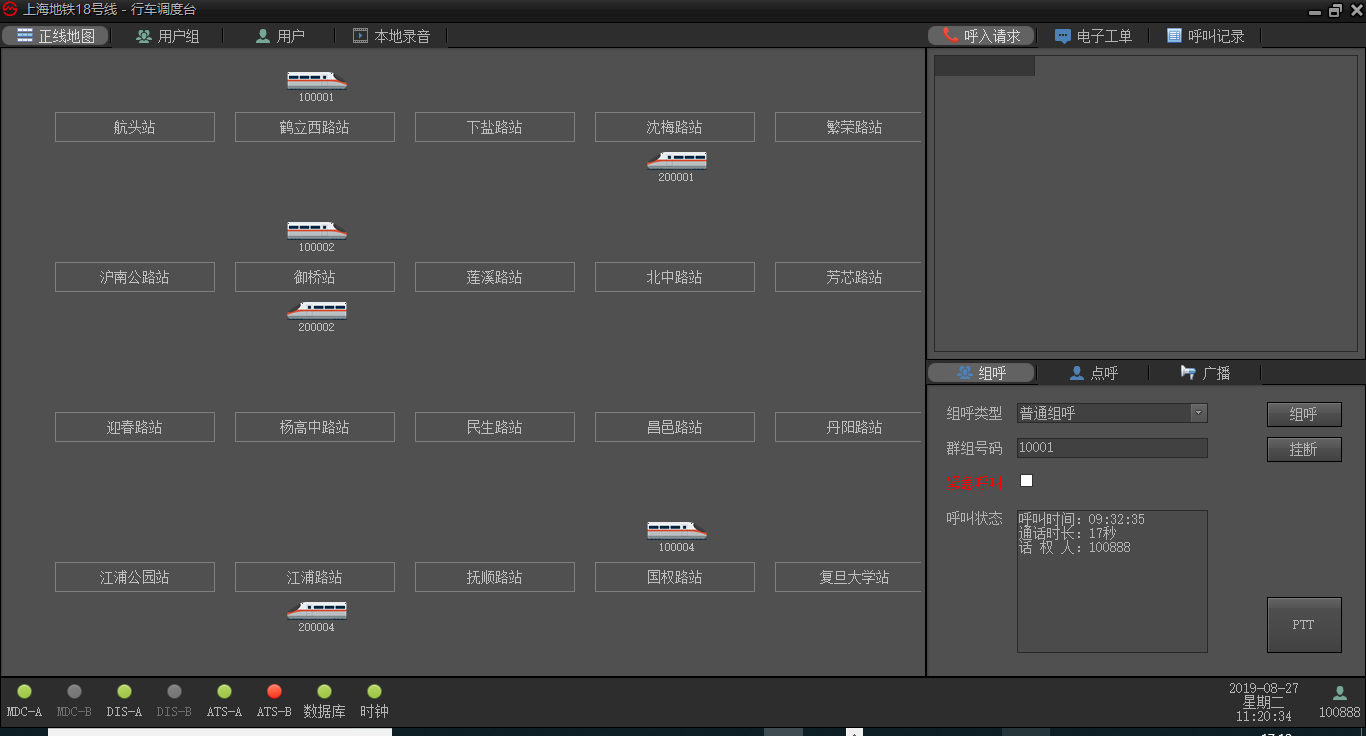 上海地铁18号线 - 行车调度台
正线地图 用户组 用户 本地录音 呼入请求 电子工单 呼叫记录
100001
航头站 鹤立西路站 下盐路站 沈梅路站 繁荣路站
200001
100002
沪南公路站 御桥站 莲溪路站 北中路站 芳芯路站
200002
迎春路站 杨高中路站 民生路站 昌邑路站 丹阳路站
100004
江浦公园站 江浦路站 抚顺路站 国权路站 复旦大学站
200004
组呼 点呼 广播
组呼类型 普通组呼 组呼
群组号码 10001 挂断
呼叫状态
呼叫时间: 09:32:35
通话时长: 17秒
话 权 人: 100888
PTT
MDC-A MDC-B DIS-A DIS-B ATS-A ATS-B 数据库 时钟
2019-08-27
星期二
11:20:34
100888